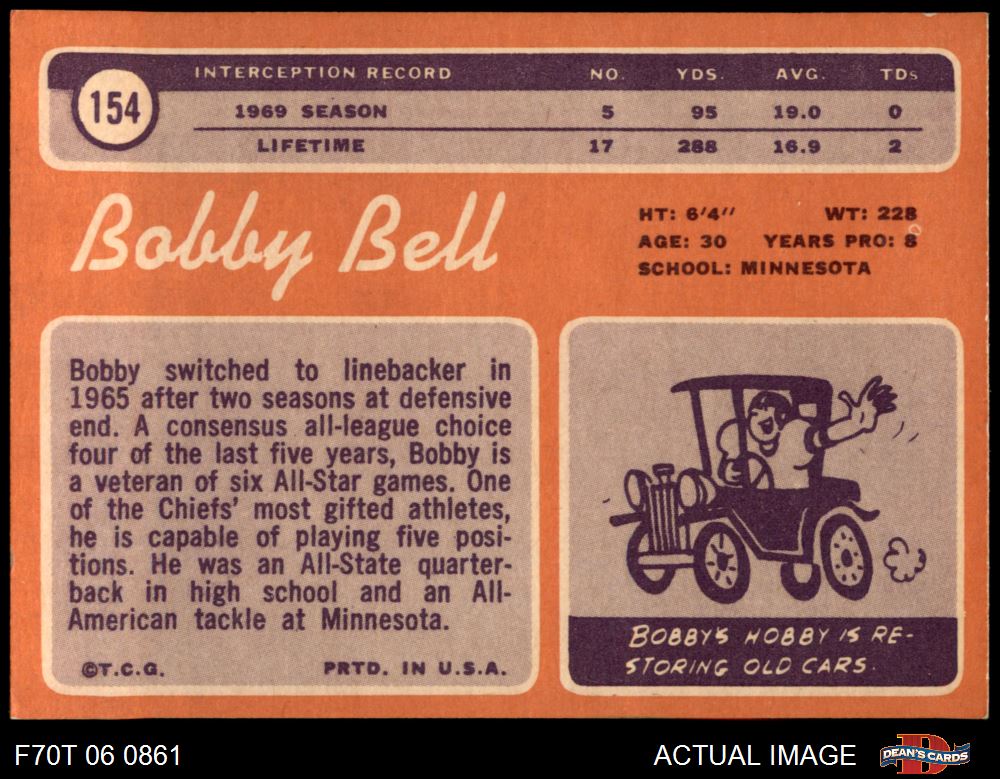 154
INTERCEPTION RECORD NO. YDS. AVG. TDs
1969 SEASON 5 95 19.0 0
LIFETIME 17 288 16.9 2
Bobby Bell
HT: 6'4'' WT: 228
AGE: 30 YEARS PRO: 8
SCHOOL: MINNESOTA
Bobby switched to linebacker in
1965 after two seasons at defensive
end. A consensus all-league choice
four of the last five years, Bobby is
a veteran of six All-Star games. One
of the Chiefs' most gifted athletes,
he is capable of playing five posi-
tions. He was an All-State quarter-
back in high school and an All-
American tackle at Minnesota.
©T.C.G. PRTD. IN U.S.A.
BOBBY'S HOBBY IS RE-
STORING OLD CARS.
F70T 06 0861
ACTUAL IMAGE
DEAN'S CARDS